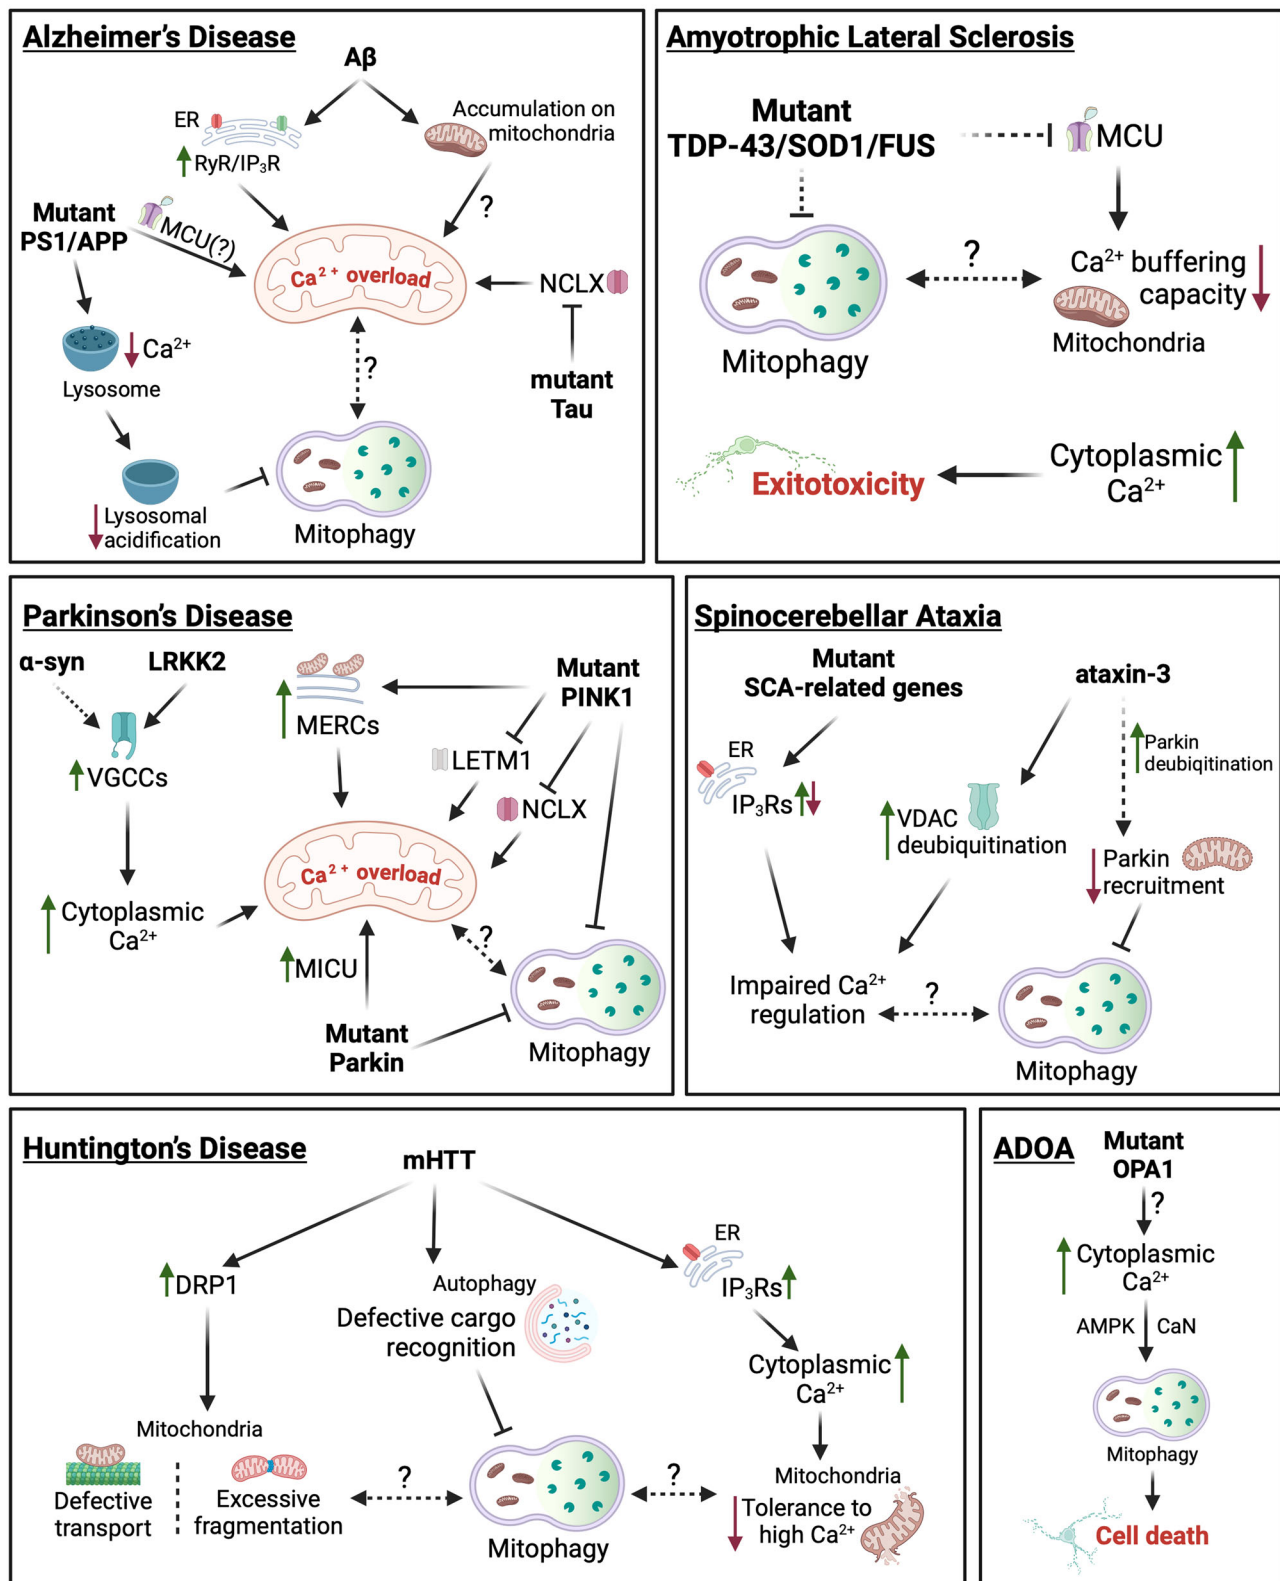 Alzheimer's Disease
Aβ
ER
RyR/IP₃R
Accumulation on
mitochondria
?
Mutant
PS1/APP
MCU(?)
Ca²⁺ overload
NCLX
mutant
Tau
Ca²⁺
Lysosome
?
Lysosomal
acidification
Mitophagy
Amyotrophic Lateral Sclerosis
Mutant
TDP-43/SOD1/FUS
MCU
?
Ca²⁺ buffering
capacity
Mitochondria
Mitophagy
Exitotoxicity
Cytoplasmic
Ca²⁺
Parkinson's Disease
α-syn
LRKK2
VGCCs
Cytoplasmic
Ca²⁺
MERCs
Mutant
PINK1
LETM1
NCLX
Ca²⁺ overload
?
MICU
Mutant
Parkin
Mitophagy
Spinocerebellar Ataxia
Mutant
SCA-related genes
ataxin-3
ER
IP₃Rs
VDAC
deubiquitination
Parkin
deubiqitination
Parkin
recruitment
Impaired Ca²⁺
regulation
?
Mitophagy
Huntington's Disease
mHTT
DRP1
Autophagy
Defective cargo
recognition
ER
IP₃Rs
Cytoplasmic
Ca²⁺
Mitochondria
Defective
transport
Excessive
fragmentation
?
Mitophagy
?
Mitochondria
Tolerance to
high Ca²⁺
ADOA
Mutant
OPA1
?
Cytoplasmic
Ca²⁺
AMPK CaN
Mitophagy
Cell death